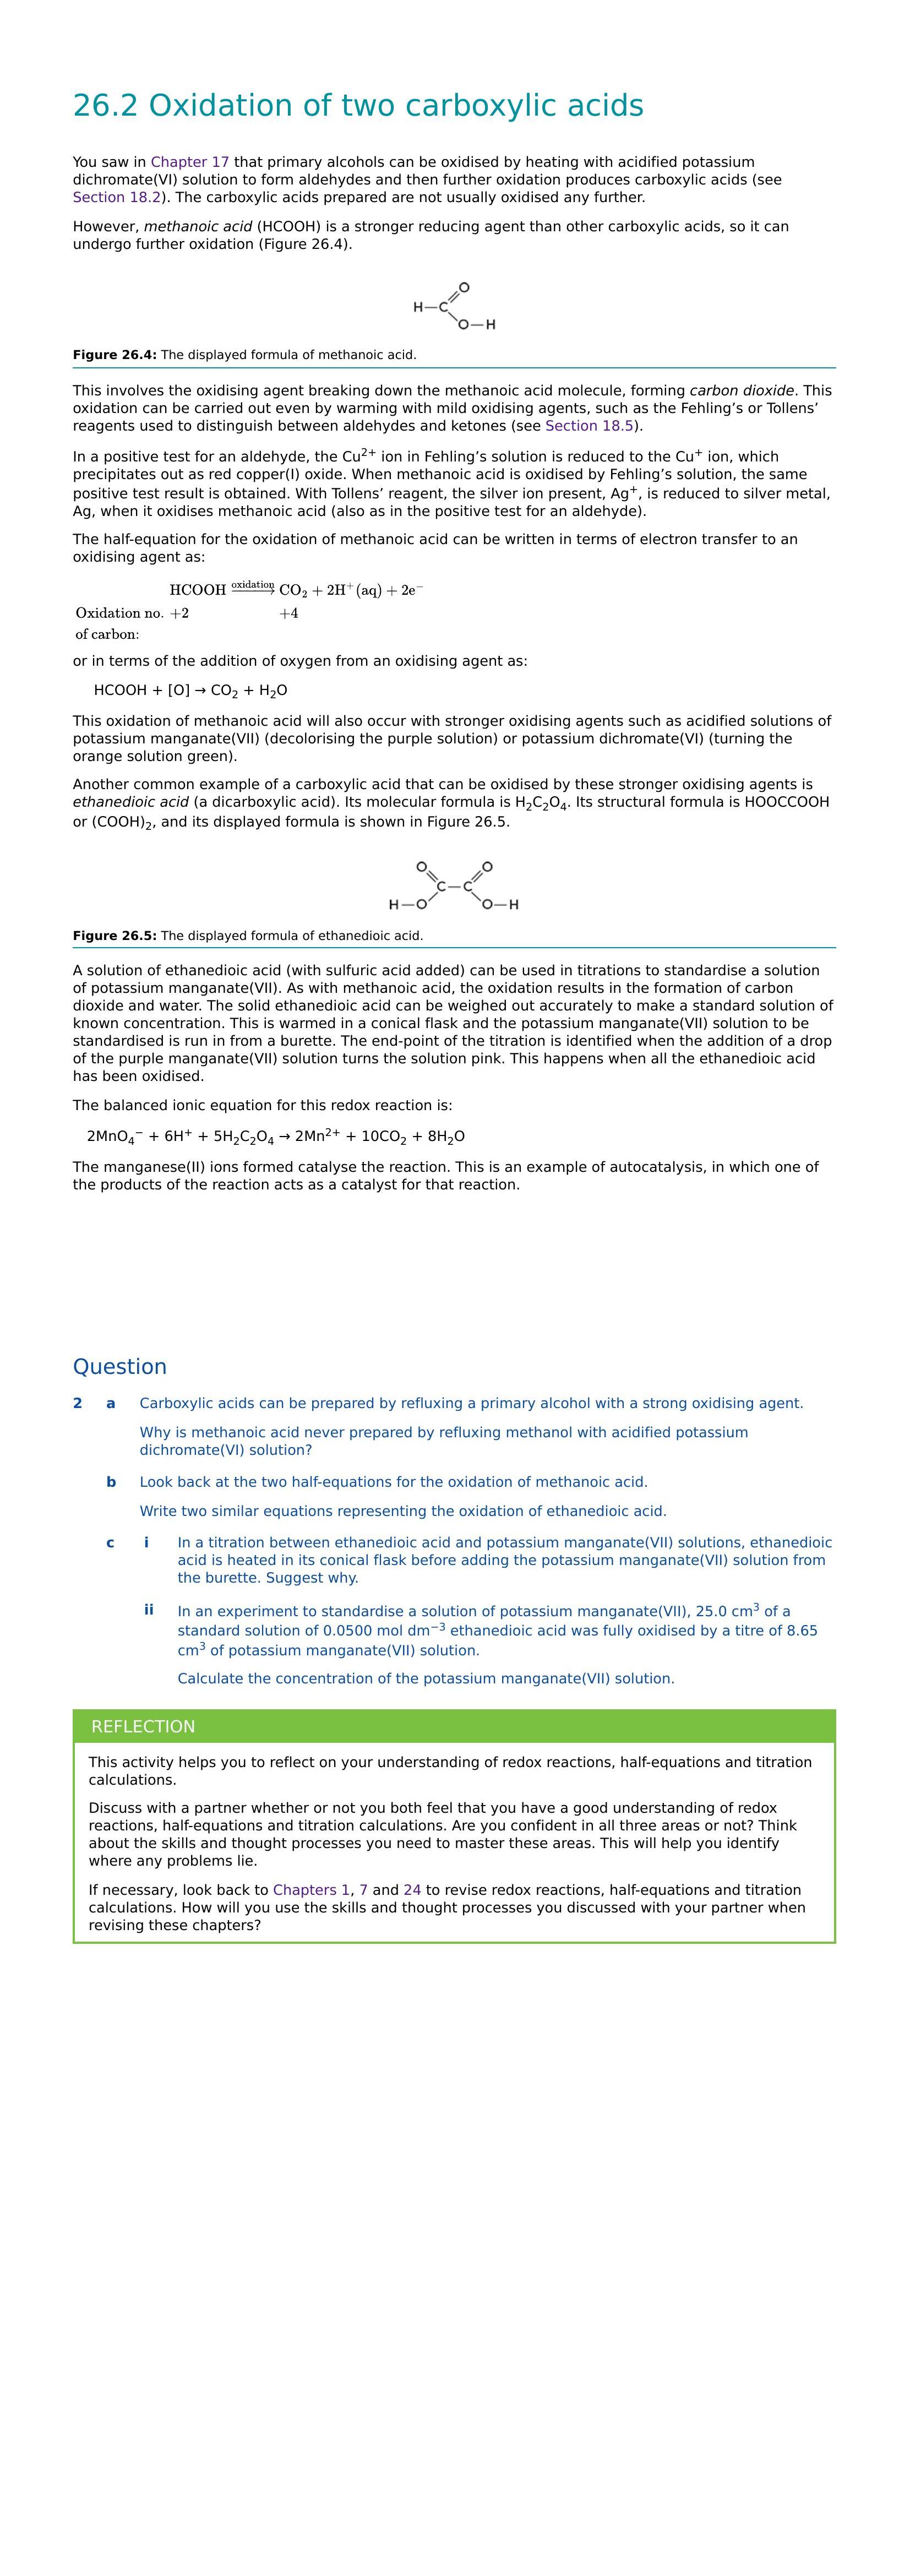 26.2 Oxidation of two carboxylic acids
You saw in Chapter 17 that primary alcohols can be oxidised by heating with acidified potassium
dichromate(VI) solution to form aldehydes and then further oxidation produces carboxylic acids (see
Section 18.2). The carboxylic acids prepared are not usually oxidised any further.
However, methanoic acid (HCOOH) is a stronger reducing agent than other carboxylic acids, so it can
undergo further oxidation (Figure 26.4).
O
H—C
O—H
Figure 26.4: The displayed formula of methanoic acid.
This involves the oxidising agent breaking down the methanoic acid molecule, forming carbon dioxide. This
oxidation can be carried out even by warming with mild oxidising agents, such as the Fehling’s or Tollens’
reagents used to distinguish between aldehydes and ketones (see Section 18.5).
In a positive test for an aldehyde, the Cu²⁺ ion in Fehling’s solution is reduced to the Cu⁺ ion, which
precipitates out as red copper(I) oxide. When methanoic acid is oxidised by Fehling’s solution, the same
positive test result is obtained. With Tollens’ reagent, the silver ion present, Ag⁺, is reduced to silver metal,
Ag, when it oxidises methanoic acid (also as in the positive test for an aldehyde).
The half-equation for the oxidation of methanoic acid can be written in terms of electron transfer to an
oxidising agent as:
HCOOH oxidation⟶ CO₂ + 2H⁺(aq) + 2e⁻
Oxidation no. +2 +4
of carbon:
or in terms of the addition of oxygen from an oxidising agent as:
HCOOH + [O] → CO₂ + H₂O
This oxidation of methanoic acid will also occur with stronger oxidising agents such as acidified solutions of
potassium manganate(VII) (decolorising the purple solution) or potassium dichromate(VI) (turning the
orange solution green).
Another common example of a carboxylic acid that can be oxidised by these stronger oxidising agents is
ethanedioic acid (a dicarboxylic acid). Its molecular formula is H₂C₂O₄. Its structural formula is HOOCCOOH
or (COOH)₂, and its displayed formula is shown in Figure 26.5.
O O
C—C
H—O O—H
Figure 26.5: The displayed formula of ethanedioic acid.
A solution of ethanedioic acid (with sulfuric acid added) can be used in titrations to standardise a solution
of potassium manganate(VII). As with methanoic acid, the oxidation results in the formation of carbon
dioxide and water. The solid ethanedioic acid can be weighed out accurately to make a standard solution of
known concentration. This is warmed in a conical flask and the potassium manganate(VII) solution to be
standardised is run in from a burette. The end-point of the titration is identified when the addition of a drop
of the purple manganate(VII) solution turns the solution pink. This happens when all the ethanedioic acid
has been oxidised.
The balanced ionic equation for this redox reaction is:
2MnO₄⁻ + 6H⁺ + 5H₂C₂O₄ → 2Mn²⁺ + 10CO₂ + 8H₂O
The manganese(II) ions formed catalyse the reaction. This is an example of autocatalysis, in which one of
the products of the reaction acts as a catalyst for that reaction.
Question
2 a Carboxylic acids can be prepared by refluxing a primary alcohol with a strong oxidising agent.
Why is methanoic acid never prepared by refluxing methanol with acidified potassium
dichromate(VI) solution?
b Look back at the two half-equations for the oxidation of methanoic acid.
Write two similar equations representing the oxidation of ethanedioic acid.
c i In a titration between ethanedioic acid and potassium manganate(VII) solutions, ethanedioic
acid is heated in its conical flask before adding the potassium manganate(VII) solution from
the burette. Suggest why.
ii In an experiment to standardise a solution of potassium manganate(VII), 25.0 cm³ of a
standard solution of 0.0500 mol dm⁻³ ethanedioic acid was fully oxidised by a titre of 8.65
cm³ of potassium manganate(VII) solution.
Calculate the concentration of the potassium manganate(VII) solution.
REFLECTION
This activity helps you to reflect on your understanding of redox reactions, half-equations and titration
calculations.
Discuss with a partner whether or not you both feel that you have a good understanding of redox
reactions, half-equations and titration calculations. Are you confident in all three areas or not? Think
about the skills and thought processes you need to master these areas. This will help you identify
where any problems lie.
If necessary, look back to Chapters 1, 7 and 24 to revise redox reactions, half-equations and titration
calculations. How will you use the skills and thought processes you discussed with your partner when
revising these chapters?